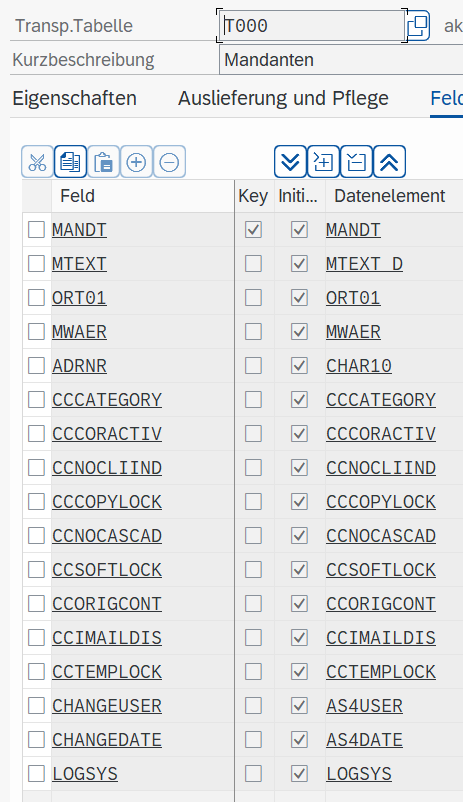 Transp.Tabelle T000 ak
Kurzbeschreibung Mandanten
Eigenschaften Auslieferung und Pflege Feld
Feld Key Initi... Datenelement
MANDT MANDT
MTEXT MTEXT_D
ORT01 ORT01
MWAER MWAER
ADRNR CHAR10
CCCATEGORY CCCATEGORY
CCCORACTIV CCCORACTIV
CCNOCLIIND CCNOCLIIND
CCCOPYLOCK CCCOPYLOCK
CCNOCASCAD CCNOCASCAD
CCSOFTLOCK CCSOFTLOCK
CCORIGCONT CCORIGCONT
CCIMAILDIS CCIMAILDIS
CCTEMPLOCK CCTEMPLOCK
CHANGEUSER AS4USER
CHANGEDATE AS4DATE
LOGSYS LOGSYS